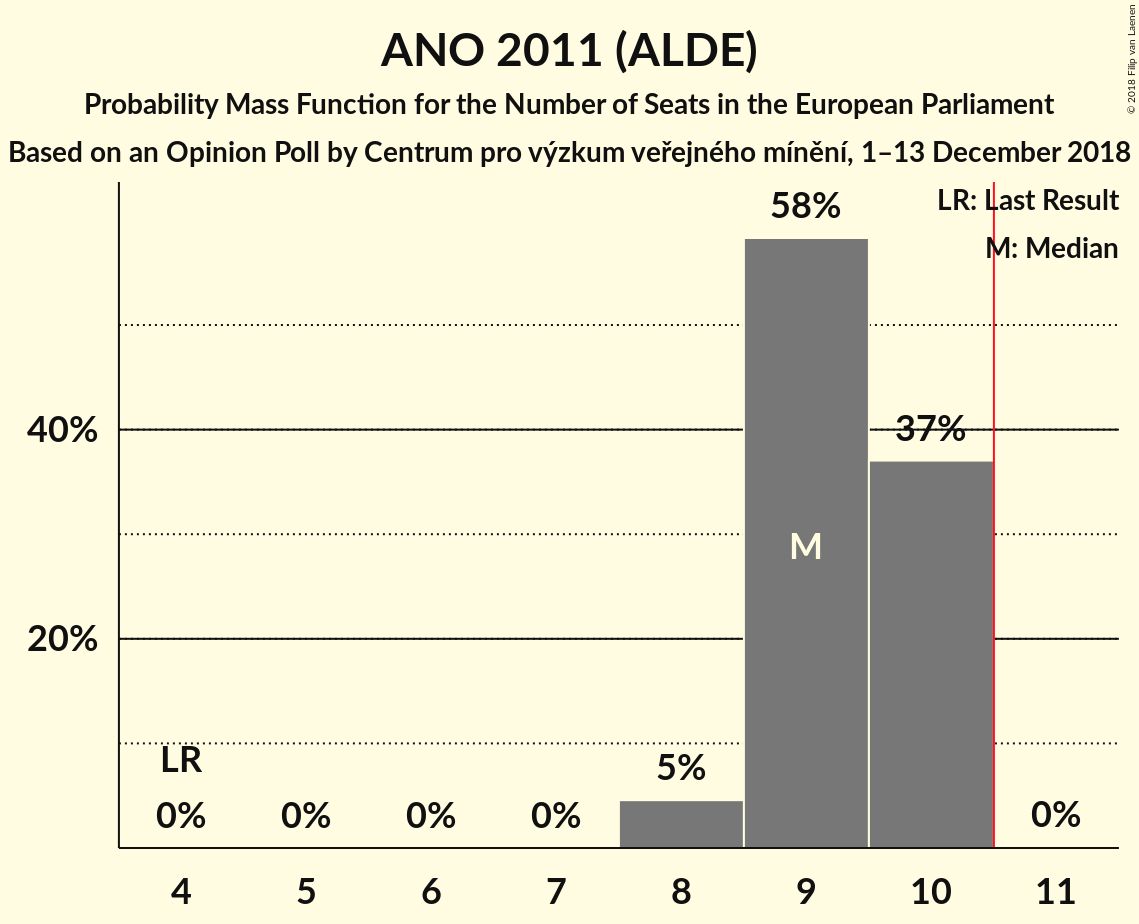 ANO 2011 (ALDE)
Probability Mass Function for the Number of Seats in the European Parliament
Based on an Opinion Poll by Centrum pro výzkum veřejného mínění, 1–13 December 2018
© 2018 Filip van Laenen
LR: Last Result
M: Median
58%
40%
37%
M
20%
LR
5%
0% 0% 0% 0% 0%
4 5 6 7 8 9 10 11